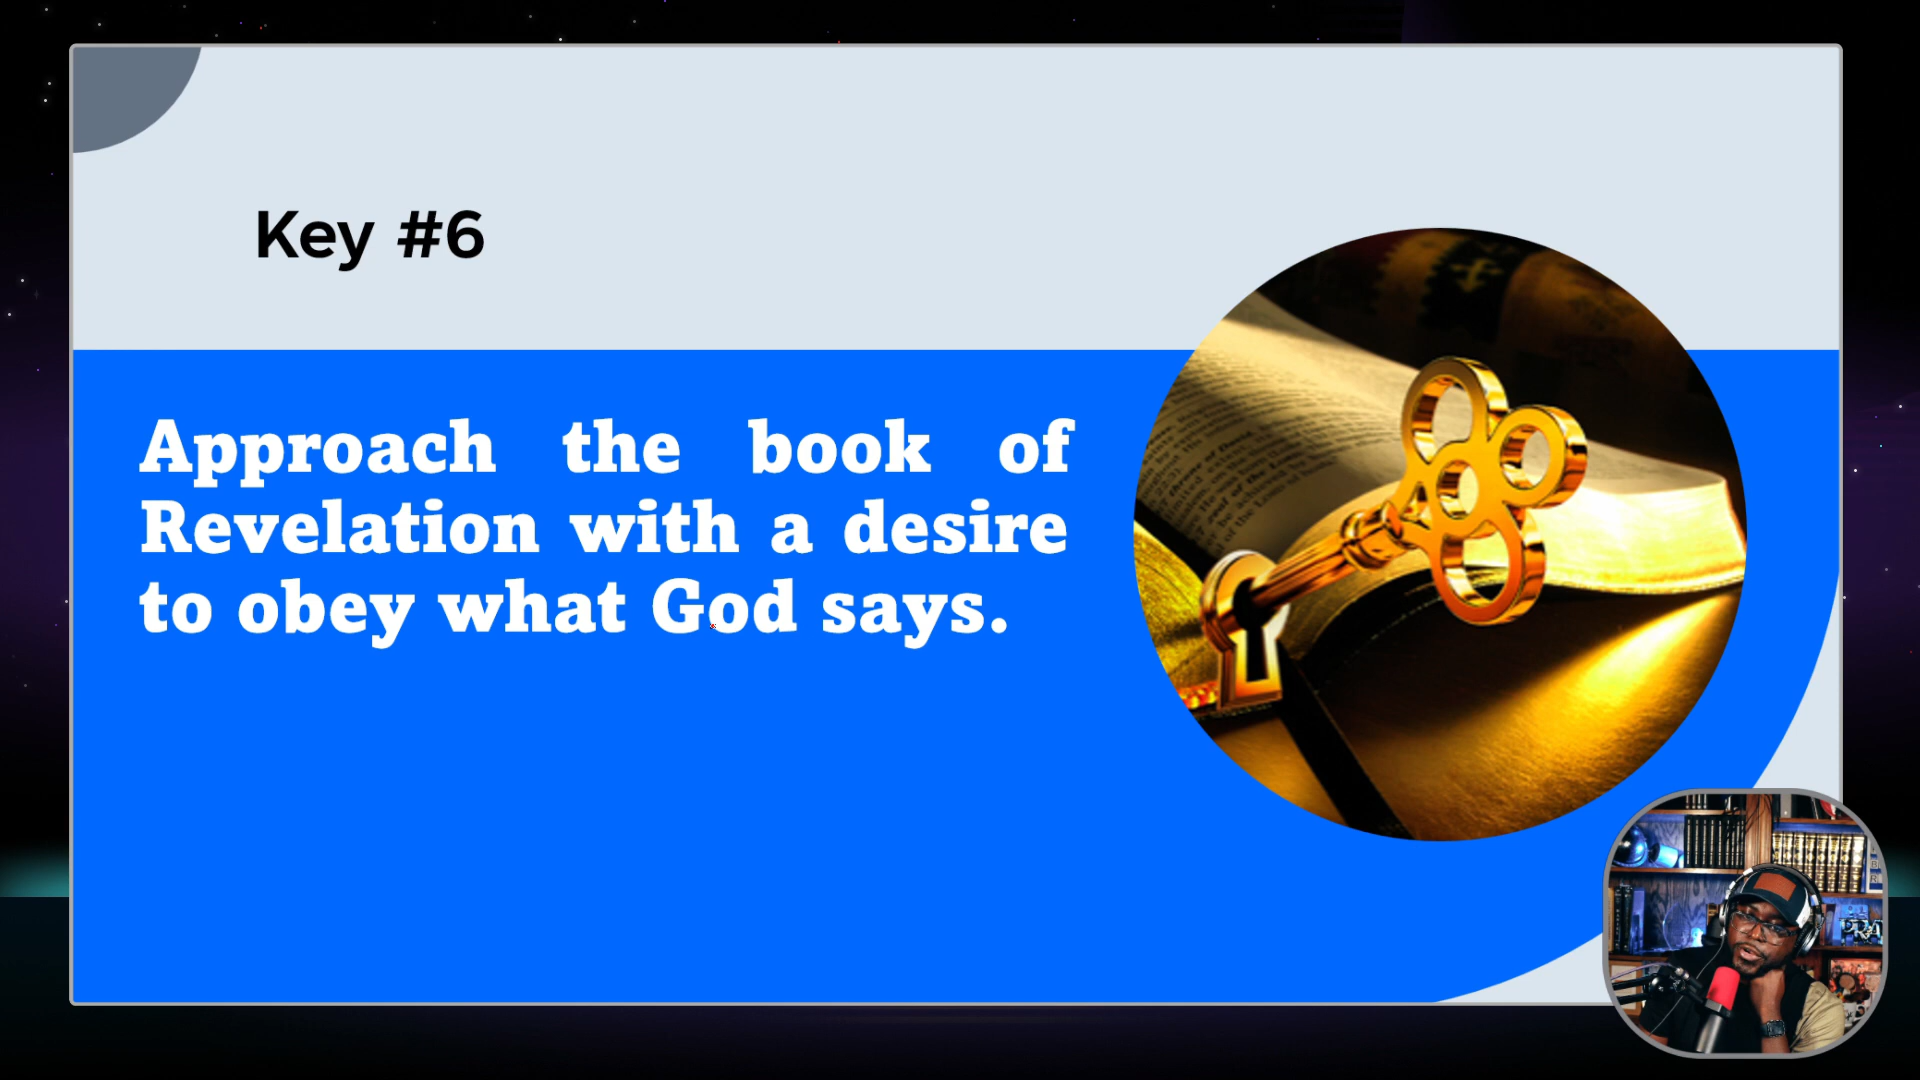 Key #6
Approach the book of
Revelation with a desire
to obey what God says.